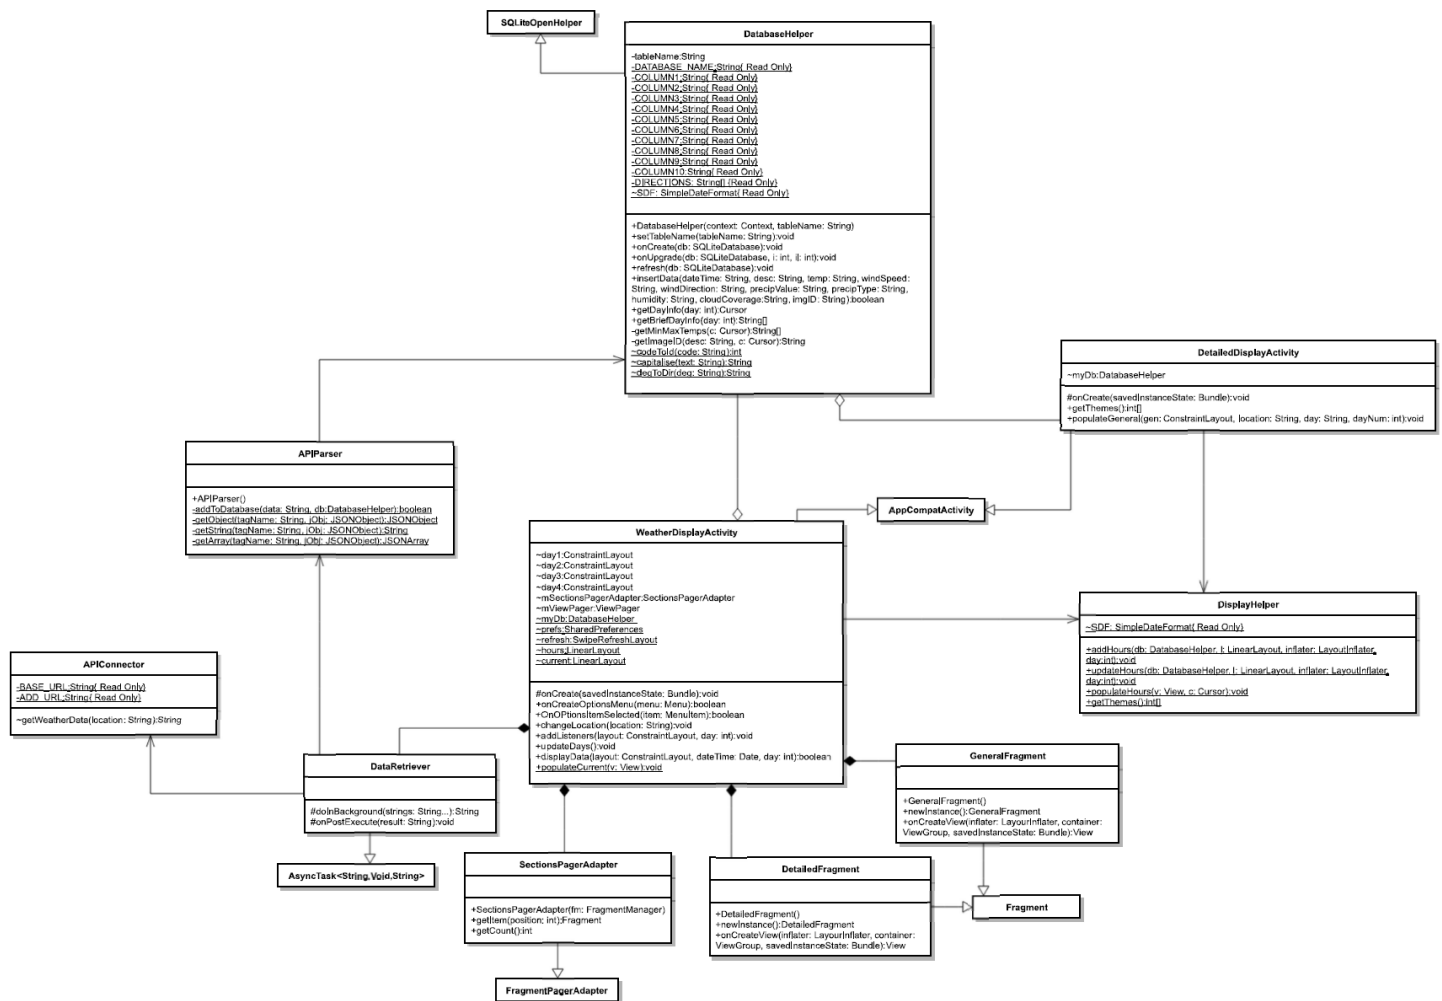 SQLiteOpenHelper
DatabaseHelper
-tableName:String
-DATABASE_NAME:String{ Read Only}
-COLUMN1:String{ Read Only}
-COLUMN2:String{ Read Only}
-COLUMN3:String{ Read Only}
-COLUMN4:String{ Read Only}
-COLUMN5:String{ Read Only}
-COLUMN6:String{ Read Only}
-COLUMN7:String{ Read Only}
-COLUMN8:String{ Read Only}
-COLUMN9:String{ Read Only}
-COLUMN10:String{ Read Only}
-DIRECTIONS: String[] {Read Only}
~SDF: SimpleDateFormat{ Read Only}
+DatabaseHelper(context: Context, tableName: String)
+setTableName(tableName: String):void
+onCreate(db: SQLiteDatabase):void
+onUpgrade(db: SQLiteDatabase, i: int, il: int):void
+refresh(db: SQLiteDatabase):void
+insertData(dateTime: String, desc: String, temp: String, windSpeed:
String, windDirection: String, precipValue: String, precipType: String,
humidity: String, cloudCoverage:String, imgID: String):boolean
+getDayInfo(day: int):Cursor
+getBriefDayInfo(day: int):String[]
-getMinMaxTemps(c: Cursor):String[]
-getImageID(desc: String, c: Cursor):String
~codeToId(code: String):int
~capitalise(text: String):String
~degToDir(deg: String):String
DetailedDisplayActivity
~myDb:DatabaseHelper
#onCreate(savedInstanceState: Bundle):void
+getThemes():int[]
+populateGeneral(gen: ConstraintLayout, location: String, day: String, dayNum: int):void
APIParser
+APIParser()
-addToDatabase(data: String, db:DatabaseHelper):boolean
-getObject(tagName: String, jObj: JSONObject):JSONObject
-getString(tagName: String, jObj: JSONObject):String
-getArray(tagName: String, jObj: JSONObject):JSONArray
AppCompatActivity
WeatherDisplayActivity
~day1:ConstraintLayout
~day2:ConstraintLayout
~day3:ConstraintLayout
~day4:ConstraintLayout
~mSectionsPagerAdapter:SectionsPagerAdapter
~mViewPager:ViewPager
~myDb:DatabaseHelper
~prefs:SharedPreferences
~refresh:SwipeRefreshLayout
~hours:LinearLayout
~current:LinearLayout
#onCreate(savedInstanceState: Bundle):void
+onCreateOptionsMenu(menu: Menu):boolean
+OnOPtionsItemSelected(item: MenuItem):boolean
+changeLocation(location: String):void
+addListeners(layout: ConstraintLayout, day: int):void
+updateDays():void
+displayData(layout: ConstraintLayout, dateTime: Date, day: int):boolean
+populateCurrent(v: View):void
DisplayHelper
~SDF: SimpleDateFormat{ Read Only}
+addHours(db: DatabaseHelper, l: LinearLayout, inflater: LayoutInflater,
day:int):void
+updateHours(db: DatabaseHelper, l: LinearLayout, inflater: LayoutInflater,
day:int):void
+populateHours(v: View, c: Cursor):void
+getThemes():int[]
APIConnector
-BASE_URL:String{ Read Only}
-ADD_URL:String{ Read Only}
~getWeatherData(location: String):String
DataRetriever
#doInBackground(strings: String...):String
#onPostExecute(result: String):void
AsyncTask<String,Void,String>
GeneralFragment
+GeneralFragment()
+newInstance():GeneralFragment
+onCreateView(inflater: LayourInflater, container:
ViewGroup, savedInstanceState: Bundle):View
SectionsPagerAdapter
+SectionsPagerAdapter(fm: FragmentManager)
+getItem(position: int):Fragment
+getCount():int
DetailedFragment
+DetailedFragment()
+newInstance():DetailedFragment
+onCreateView(inflater: LayourInflater, container:
ViewGroup, savedInstanceState: Bundle):View
Fragment
FragmentPagerAdapter